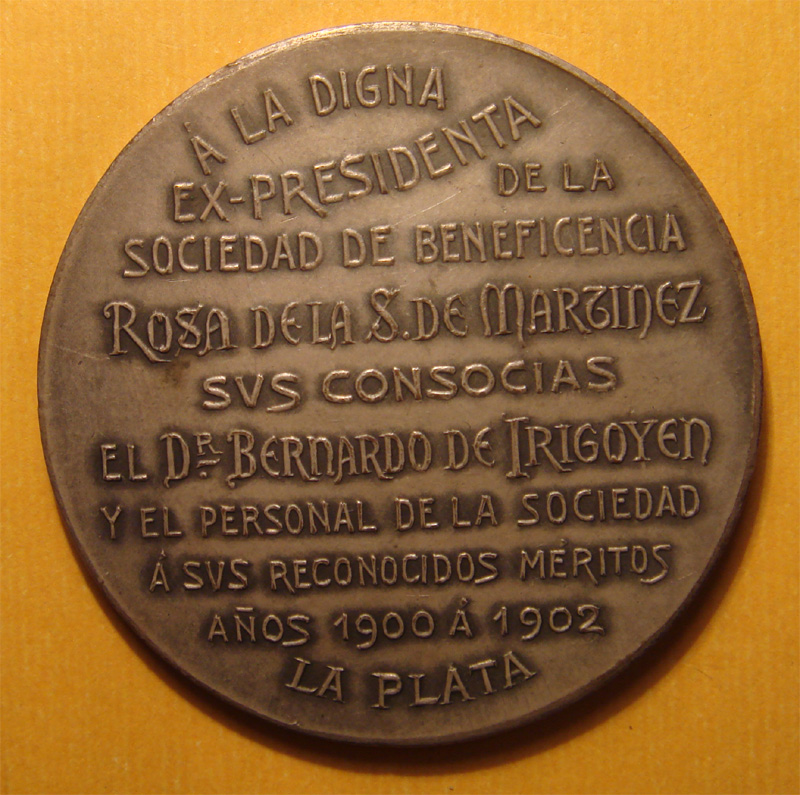 Á LA DIGNA
EX-PRESIDENTA
DE LA
SOCIEDAD DE BENEFICENCIA
ROSA DE LA S. DE MARTINEZ
SVS CONSOCIAS
EL DR BERNARDO DE IRIGOYEN
Y EL PERSONAL DE LA SOCIEDAD
Á SVS RECONOCIDOS MÉRITOS
AÑOS 1900 Á 1902
LA PLATA